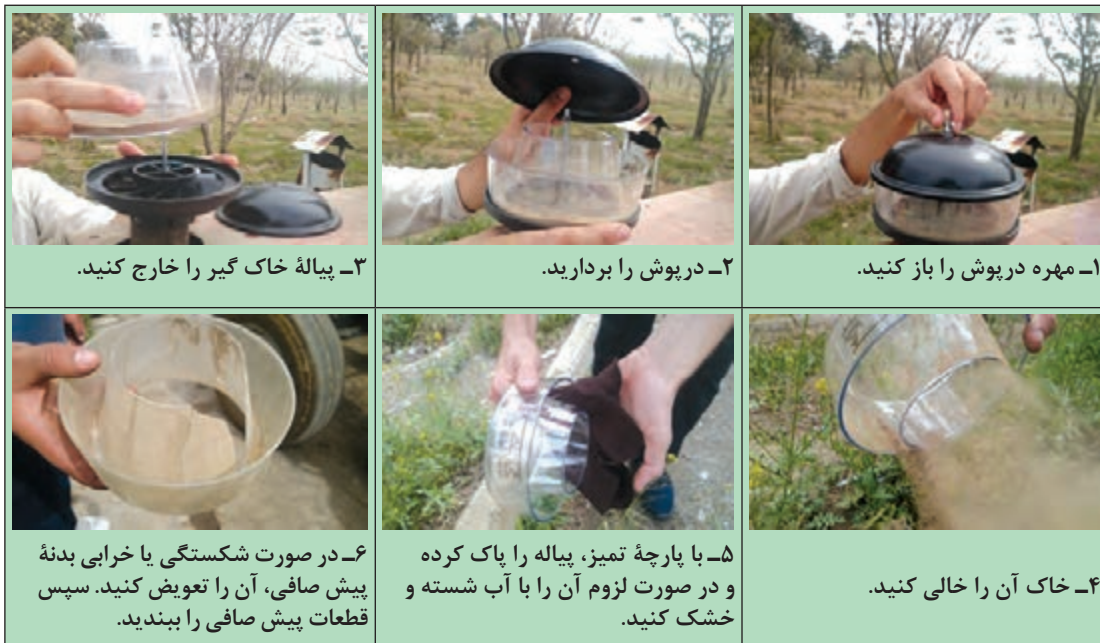 ۱ـ مهره درپوش را باز کنید.
۲ـ درپوش را بردارید.
۳ـ پیالهٔ خاک گیر را خارج کنید.
۴ـ خاک آن را خالی کنید.
۵ـ با پارچهٔ تمیز، پیاله را پاک کرده
و در صورت لزوم آن را با آب شسته و
خشک کنید.
۶ـ در صورت شکستگی یا خرابی بدنهٔ
پیش صافی، آن را تعویض کنید. سپس
قطعات پیش صافی را ببندید.